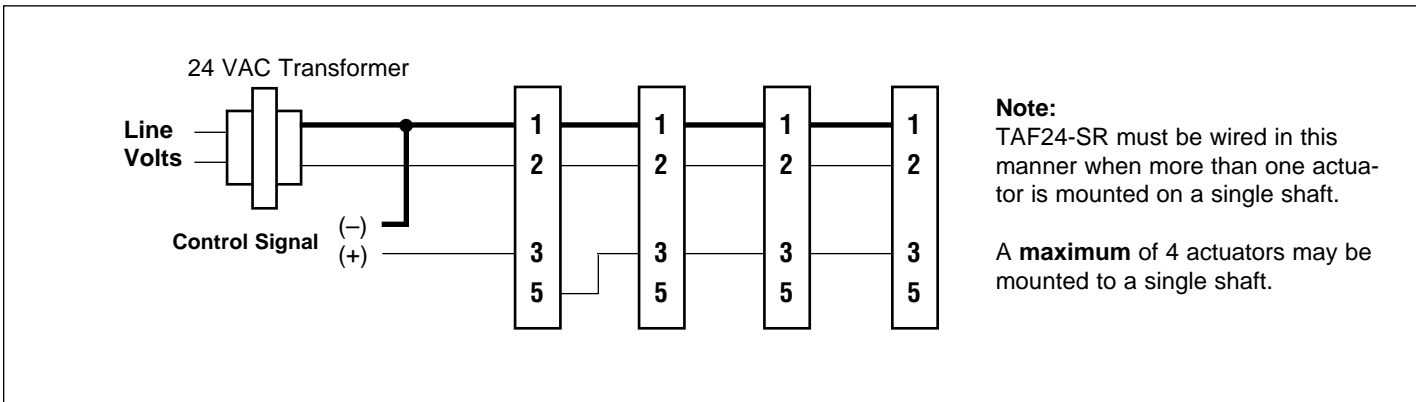 24 VAC Transformer
Line
Volts
Control Signal
(–)
(+)
1 1 1 1
2 2 2 2
3 3 3 3
5 5 5 5
Note:
TAF24-SR must be wired in this
manner when more than one actua-
tor is mounted on a single shaft.
A maximum of 4 actuators may be
mounted to a single shaft.